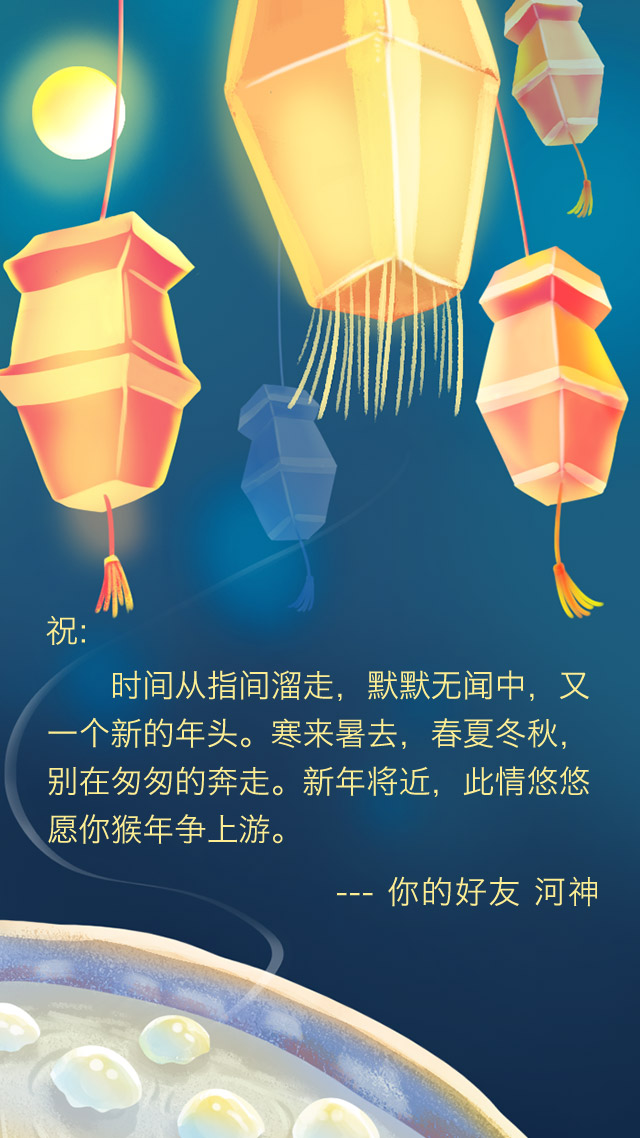 祝:
时间从指间溜走，默默无闻中，又
一个新的年头。寒来暑去，春夏冬秋，
别在匆匆的奔走。新年将近，此情悠悠
愿你猴年争上游。
--- 你的好友 河神